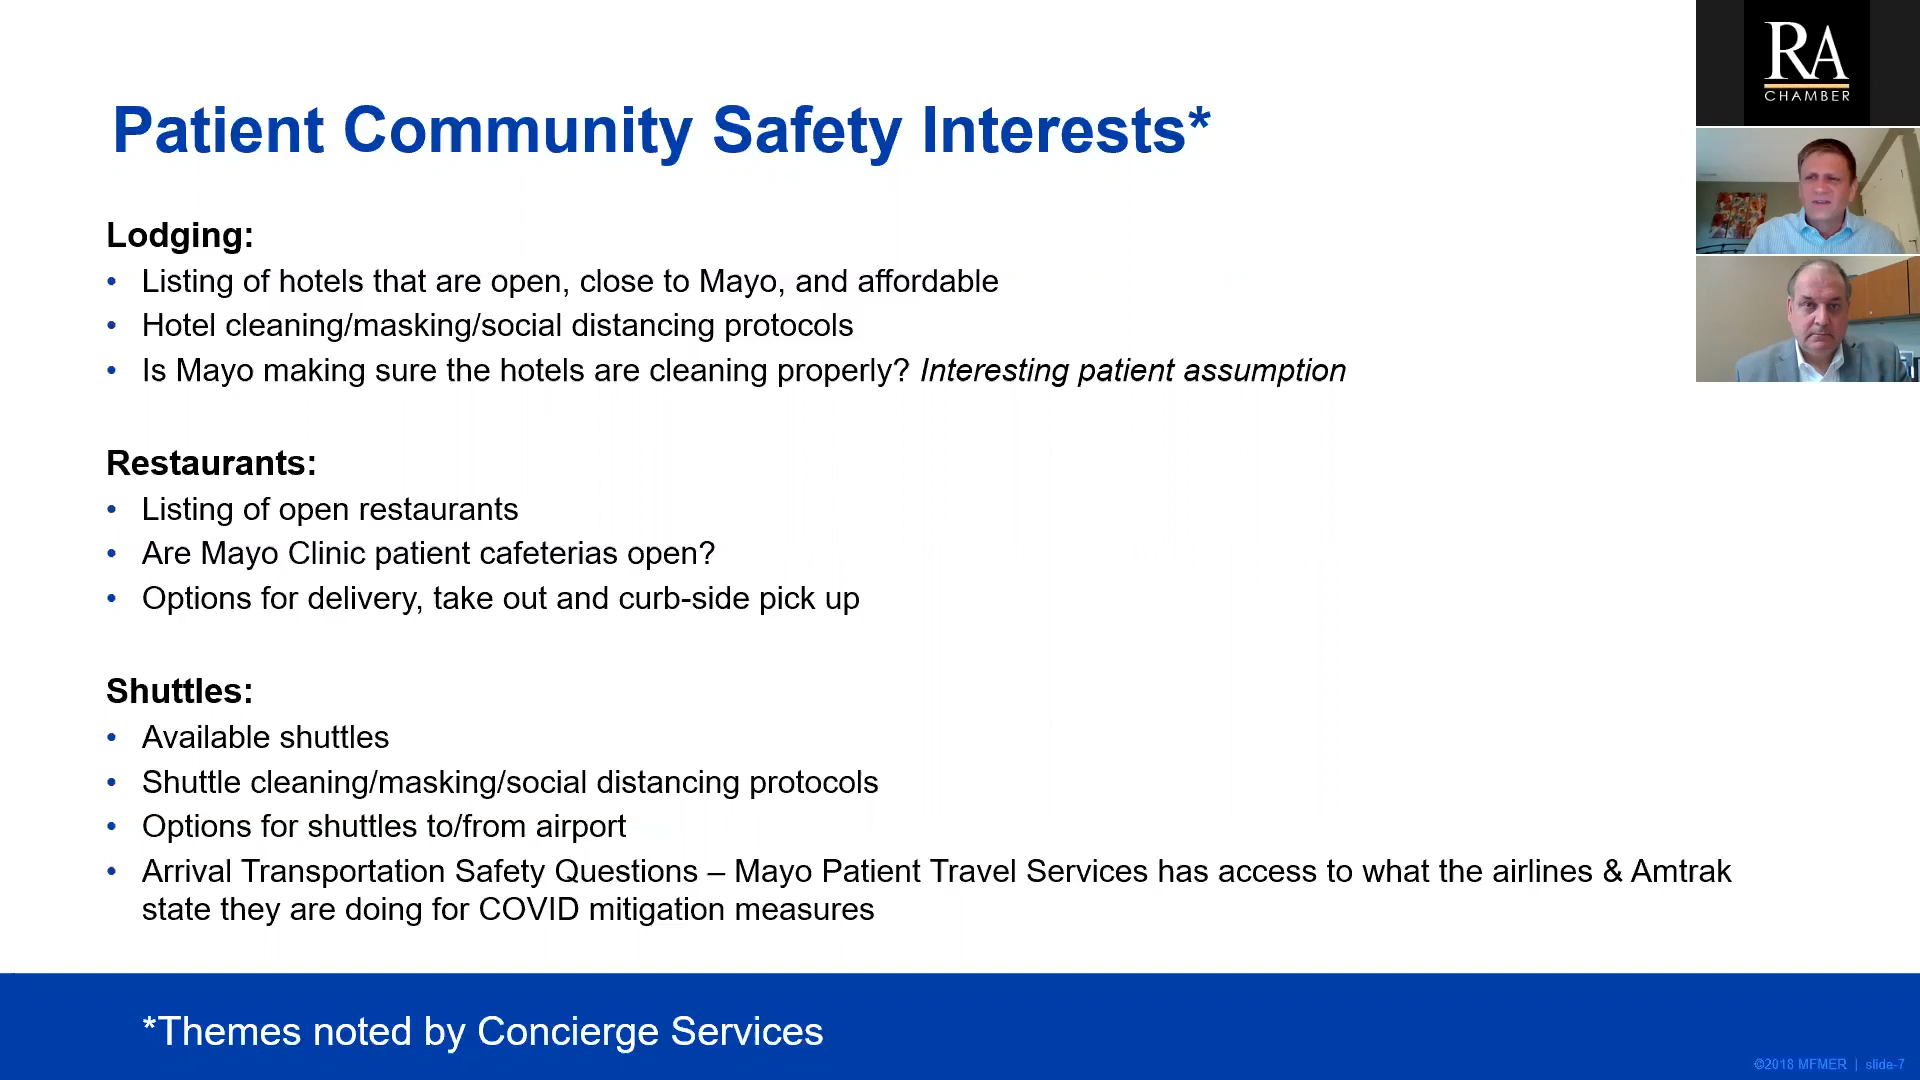 RA
CHAMBER
Patient Community Safety Interests*
Lodging:
• Listing of hotels that are open, close to Mayo, and affordable
• Hotel cleaning/masking/social distancing protocols
• Is Mayo making sure the hotels are cleaning properly? Interesting patient assumption
Restaurants:
• Listing of open restaurants
• Are Mayo Clinic patient cafeterias open?
• Options for delivery, take out and curb-side pick up
Shuttles:
• Available shuttles
• Shuttle cleaning/masking/social distancing protocols
• Options for shuttles to/from airport
• Arrival Transportation Safety Questions – Mayo Patient Travel Services has access to what the airlines & Amtrak
state they are doing for COVID mitigation measures
*Themes noted by Concierge Services
©2018 MFMER | slide-7